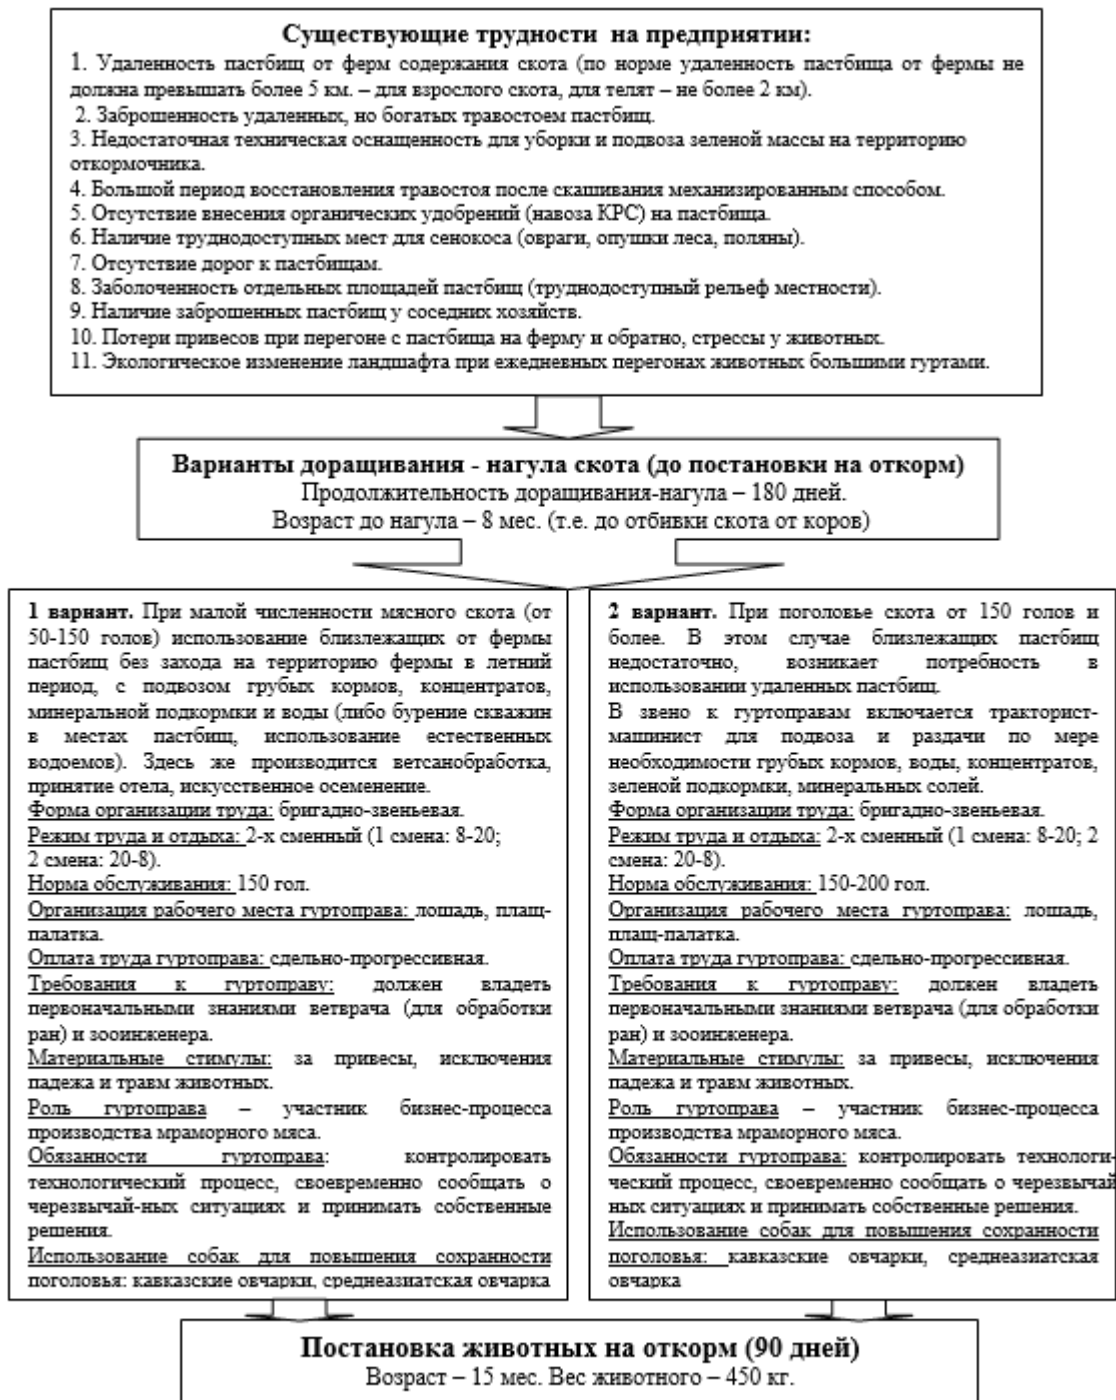 Существующие трудности на предприятии:
1. Удаленность пастбищ от ферм содержания скота (по норме удаленность пастбища от фермы не
должна превышать более 5 км. – для взрослого скота, для телят – не более 2 км).
2. Заброшенность удаленных, но богатых травостоем пастбищ.
3. Недостаточная техническая оснащенность для уборки и подвоза зеленой массы на территорию
откормочника.
4. Большой период восстановления травостоя после скашивания механизированным способом.
5. Отсутствие внесения органических удобрений (навоза КРС) на пастбища.
6. Наличие труднодоступных мест для сенокоса (овраги, опушки леса, поляны).
7. Отсутствие дорог к пастбищам.
8. Заболоченность отдельных площадей пастбищ (труднодоступный рельеф местности).
9. Наличие заброшенных пастбищ у соседних хозяйств.
10. Потери привесов при перегоне с пастбища на ферму и обратно, стрессы у животных.
11. Экологическое изменение ландшафта при ежедневных перегонах животных большими гуртами.
Варианты доращивания - нагула скота (до постановки на откорм)
Продолжительность доращивания-нагула – 180 дней.
Возраст до нагула – 8 мес. (т.е. до отбивки скота от коров)
1 вариант. При малой численности мясного скота (от
50-150 голов) использование близлежащих от фермы
пастбищ без захода на территорию фермы в летний
период, с подвозом грубых кормов, концентратов,
минеральной подкормки и воды (либо бурение скважин
в местах пастбищ, использование естественных
водоемов). Здесь же производится ветсанобработка,
принятие отела, искусственное осеменение.
Форма организации труда: бригадно-звеньевая.
Режим труда и отдыха: 2-х сменный (1 смена: 8-20;
2 смена: 20-8).
Норма обслуживания: 150 гол.
Организация рабочего места гуртоправа: лошадь, плащ-
палатка.
Оплата труда гуртоправа: сдельно-прогрессивная.
Требования к гуртоправу: должен владеть
первоначальными знаниями ветврача (для обработки
ран) и зооинженера.
Материальные стимулы: за привесы, исключения
падежа и травм животных.
Роль гуртоправа – участник бизнес-процесса
производства мраморного мяса.
Обязанности гуртоправа: контролировать
технологический процесс, своевременно сообщать о
черезвычай-ных ситуациях и принимать собственные
решения.
Использование собак для повышения сохранности
поголовья: кавказские овчарки, среднеазиатская овчарка
2 вариант. При поголовье скота от 150 голов и
более. В этом случае близлежащих пастбищ
недостаточно, возникает потребность в
использовании удаленных пастбищ.
В звено к гуртоправам включается тракторист-
машинист для подвоза и раздачи по мере
необходимости грубых кормов, воды, концентратов,
зеленой подкормки, минеральных солей.
Форма организации труда: бригадно-звеньевая.
Режим труда и отдыха: 2-х сменный (1 смена: 8-20; 2
смена: 20-8).
Норма обслуживания: 150-200 гол.
Организация рабочего места гуртоправа: лошадь,
плащ-палатка.
Оплата труда гуртоправа: сдельно-прогрессивная.
Требования к гуртоправу: должен владеть
первоначальными знаниями ветврача (для обработки
ран) и зооинженера.
Материальные стимулы: за привесы, исключения
падежа и травм животных.
Роль гуртоправа – участник бизнес-процесса
производства мраморного мяса.
Обязанности гуртоправа: контролировать технологи-
ческий процесс, своевременно сообщать о черезвычай
ных ситуациях и принимать собственные решения.
Использование собак для повышения сохранности
поголовья: кавказские овчарки, среднеазиатская
овчарка
Постановка животных на откорм (90 дней)
Возраст – 15 мес. Вес животного – 450 кг.